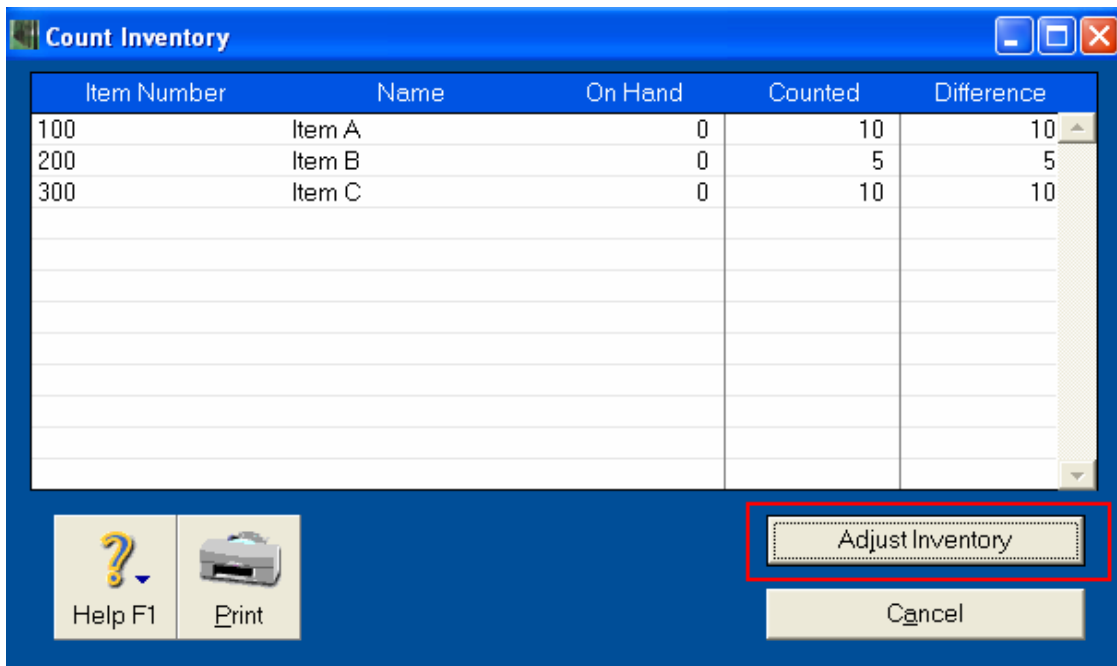 Count Inventory
Item Number Name On Hand Counted Difference
100 Item A 0 10 10
200 Item B 0 5 5
300 Item C 0 10 10
Adjust Inventory
Help F1 Print Cancel